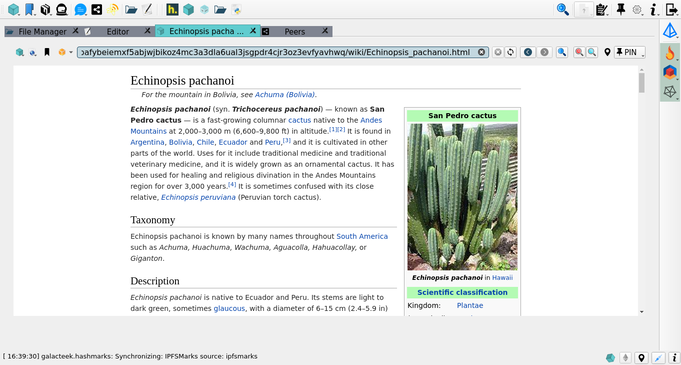 File Manager
Editor
Echinopsis pacha ...
Peers
ɔafybeiemxf5abjwjbikoz4mc3a3dla6ual3jsgpdr4cjr3oz3evfyavhwq/wiki/Echinopsis_pachanoi.html
PIN
Echinopsis pachanoi
For the mountain in Bolivia, see Achuma (Bolivia).
Echinopsis pachanoi (syn. Trichocereus pachanoi) — known as San
Pedro cactus — is a fast-growing columnar cactus native to the Andes
Mountains at 2,000–3,000 m (6,600–9,800 ft) in altitude.[1][2] It is found in
Argentina, Bolivia, Chile, Ecuador and Peru,[3] and it is cultivated in other
parts of the world. Uses for it include traditional medicine and traditional
veterinary medicine, and it is widely grown as an ornamental cactus. It has
been used for healing and religious divination in the Andes Mountains
region for over 3,000 years.[4] It is sometimes confused with its close
relative, Echinopsis peruviana (Peruvian torch cactus).
Taxonomy
Echinopsis pachanoi is known by many names throughout South America
such as Achuma, Huachuma, Wachuma, Aguacolla, Hahuacollay, or
Giganton.
Description
Echinopsis pachanoi is native to Ecuador and Peru. Its stems are light to
dark green, sometimes glaucous, with a diameter of 6–15 cm (2.4–5.9 in)
San Pedro cactus
Echinopsis pachanoi in Hawaii
Scientific classification
Kingdom: Plantae
[ 16:39:30] galacteek.hashmarks: Synchronizing: IPFSMarks source: ipfsmarks